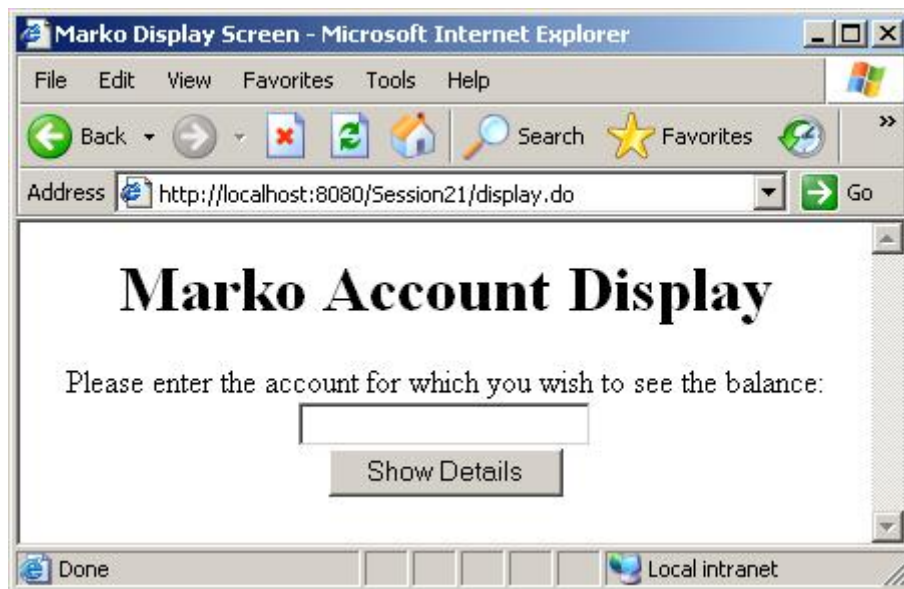 Marko Display Screen - Microsoft Internet Explorer
File Edit View Favorites Tools Help
Back Search Favorites »
Address http://localhost:8080/Session21/display.do Go
Marko Account Display
Please enter the account for which you wish to see the balance:
Show Details
Done Local intranet